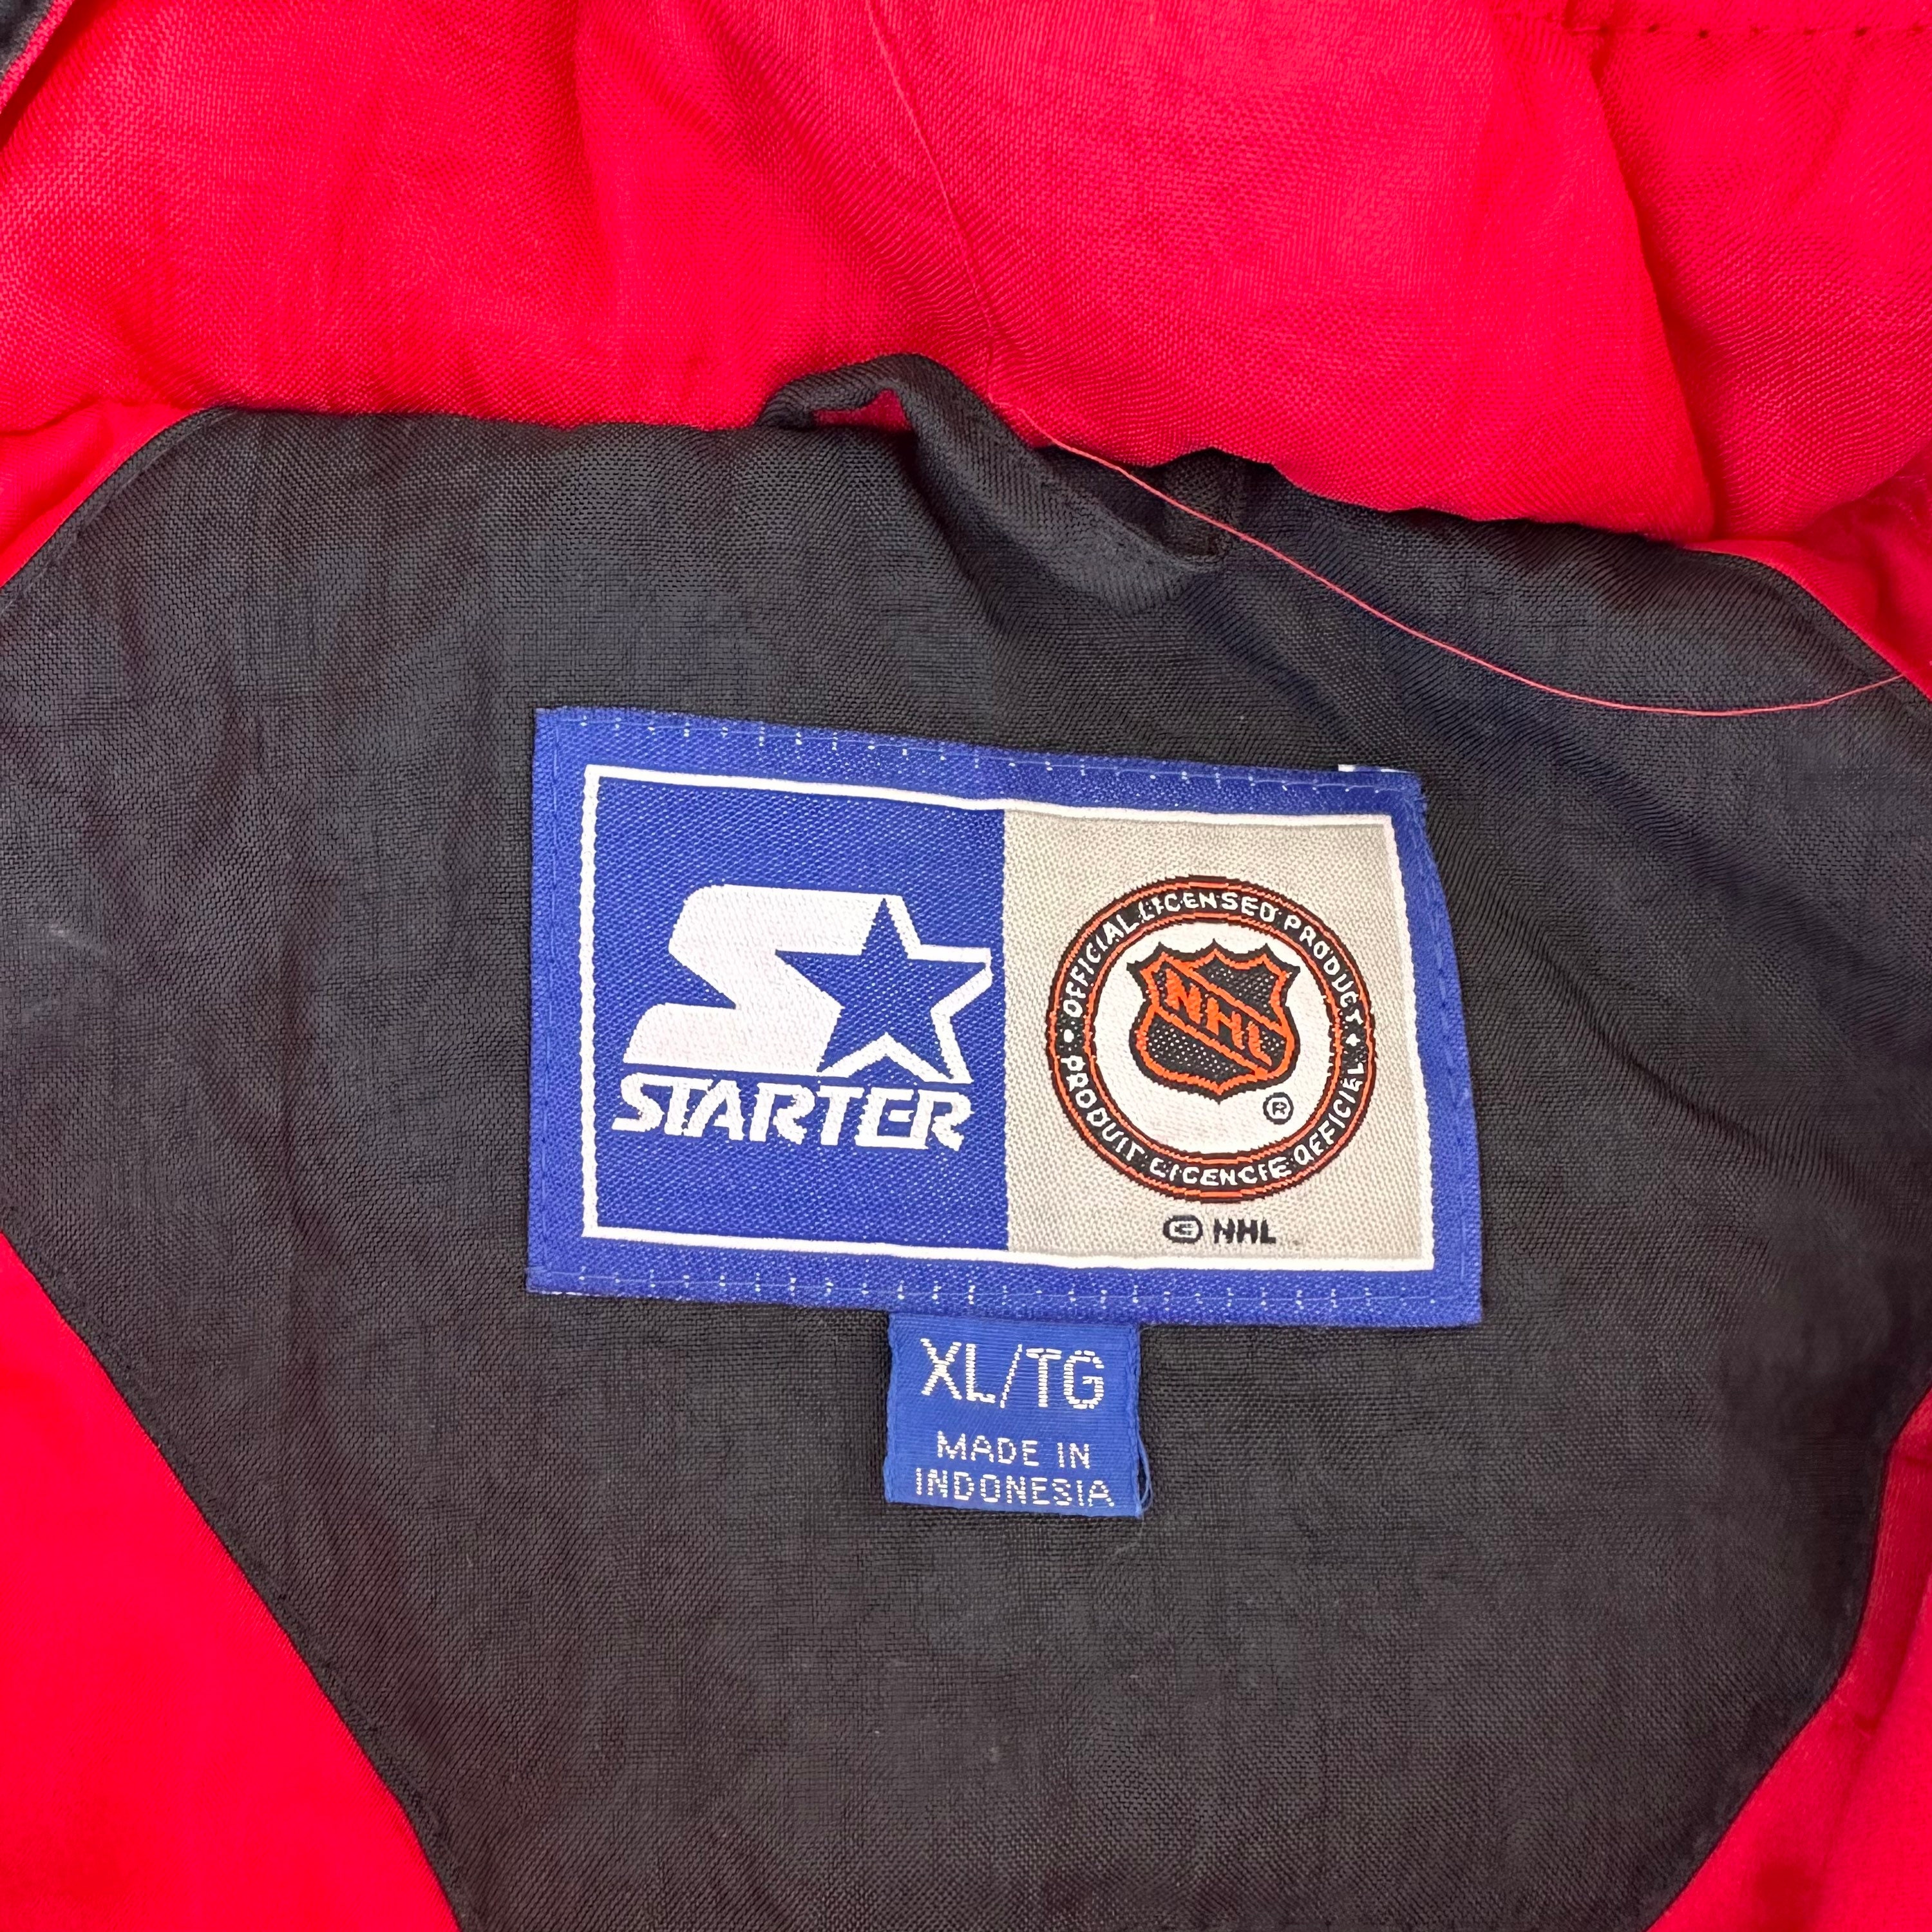 STARTER
OFFICIAL LICENSED PRODUCT
NHL
®
PRODUIT LICENCIE OFFICIEL
© NHL
XL/TG
MADE IN
INDONESIA